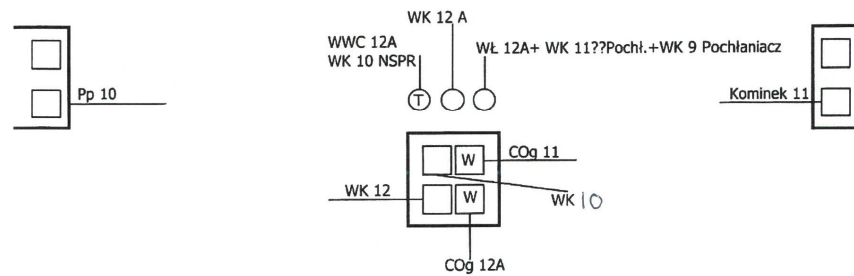 WK 12 A
WWC 12A
WK 10 NSPR
WŁ 12A+ WK 11??Pochł.+WK 9 Pochłaniacz
T
Pp 10
Kominek 11
W
COg 11
WK 12
W
WK 10
COg 12A